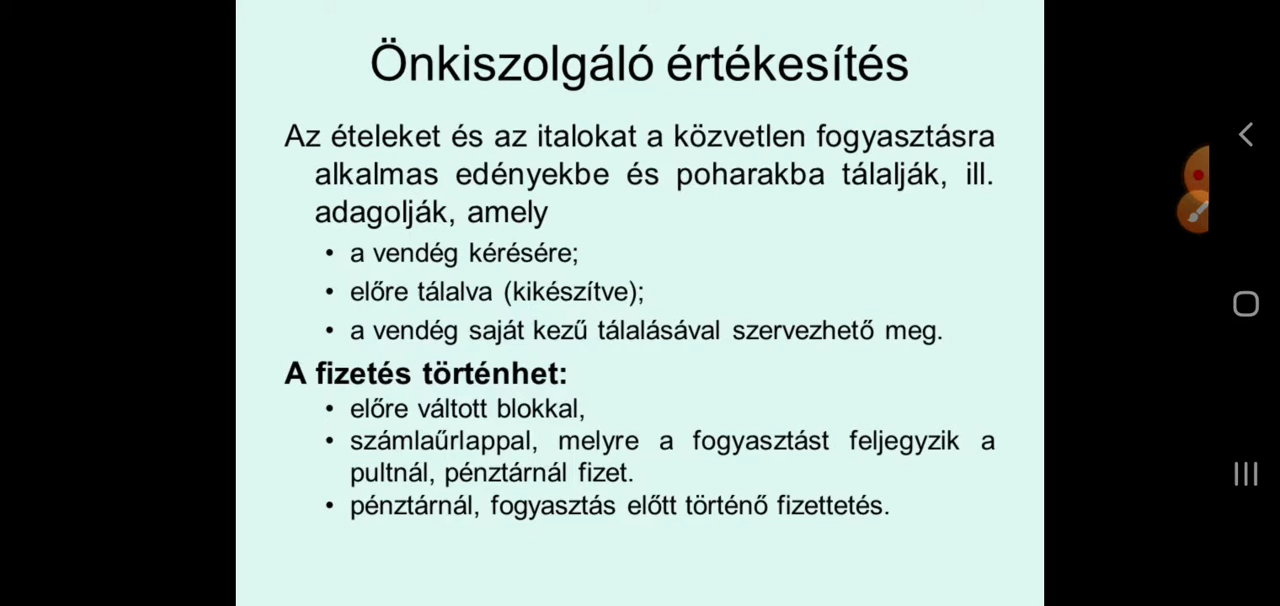 Önkiszolgáló értékesítés
Az ételeket és az italokat a közvetlen fogyasztásra
alkalmas edényekbe és poharakba tálalják, ill.
adagolják, amely
• a vendég kérésére;
• előre tálalva (kikészítve);
• a vendég saját kezű tálalásával szervezhető meg.
A fizetés történhet:
• előre váltott blokkal,
• számlaűrlappal, melyre a fogyasztást feljegyzik a
pultnál, pénztárnál fizet.
• pénztárnál, fogyasztás előtt történő fizettetés.